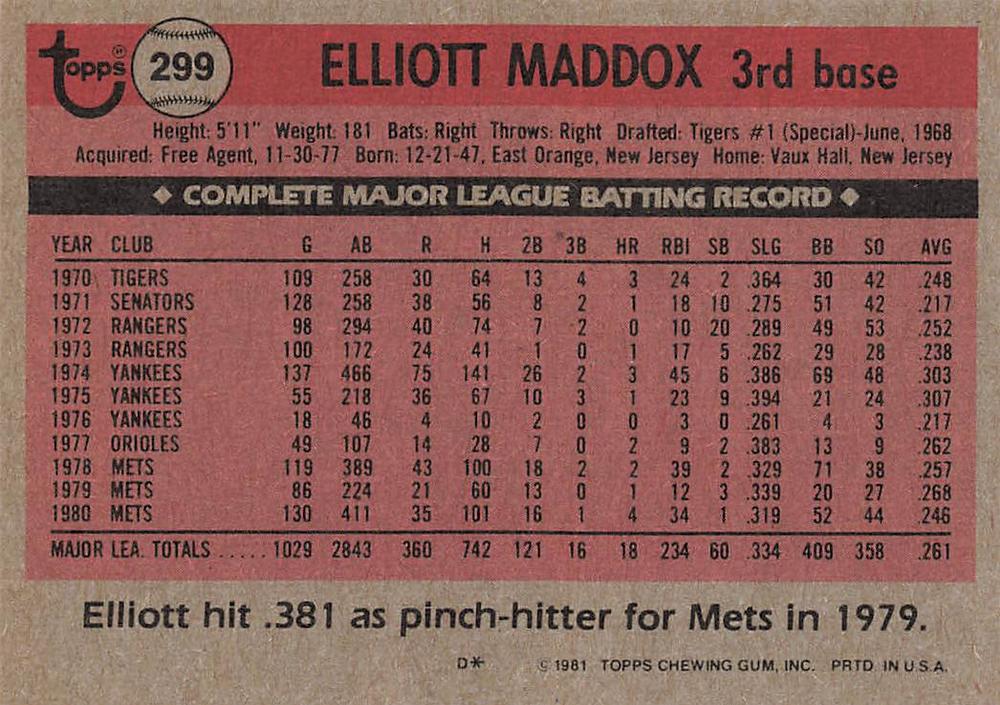 Topps® 299 ELLIOTT MADDOX 3rd base
Height: 5'11" Weight: 181 Bats: Right Throws: Right Drafted: Tigers #1 (Special)-June, 1968
Acquired: Free Agent, 11-30-77 Born: 12-21-47, East Orange, New Jersey Home: Vaux Hall, New Jersey
◆ COMPLETE MAJOR LEAGUE BATTING RECORD ◆
YEAR CLUB G AB R H 2B 3B HR RBI SB SLG BB SO AVG
1970 TIGERS 109 258 30 64 13 4 3 24 2 .364 30 42 .248
1971 SENATORS 128 258 38 56 8 2 1 18 10 .275 51 42 .217
1972 RANGERS 98 294 40 74 7 2 0 10 20 .289 49 53 .252
1973 RANGERS 100 172 24 41 1 0 1 17 5 .262 29 28 .238
1974 YANKEES 137 466 75 141 26 2 3 45 6 .386 69 48 .303
1975 YANKEES 55 218 36 67 10 3 1 23 9 .394 21 24 .307
1976 YANKEES 18 46 4 10 2 0 0 3 0 .261 4 3 .217
1977 ORIOLES 49 107 14 28 7 0 2 9 2 .383 13 9 .262
1978 METS 119 389 43 100 18 2 2 39 2 .329 71 38 .257
1979 METS 86 224 21 60 13 0 1 12 3 .339 20 27 .268
1980 METS 130 411 35 101 16 1 4 34 1 .319 52 44 .246
MAJOR LEA. TOTALS ..... 1029 2843 360 742 121 16 18 234 60 .334 409 358 .261
Elliott hit .381 as pinch-hitter for Mets in 1979.
D* © 1981 TOPPS CHEWING GUM, INC. PRTD. IN U.S.A.